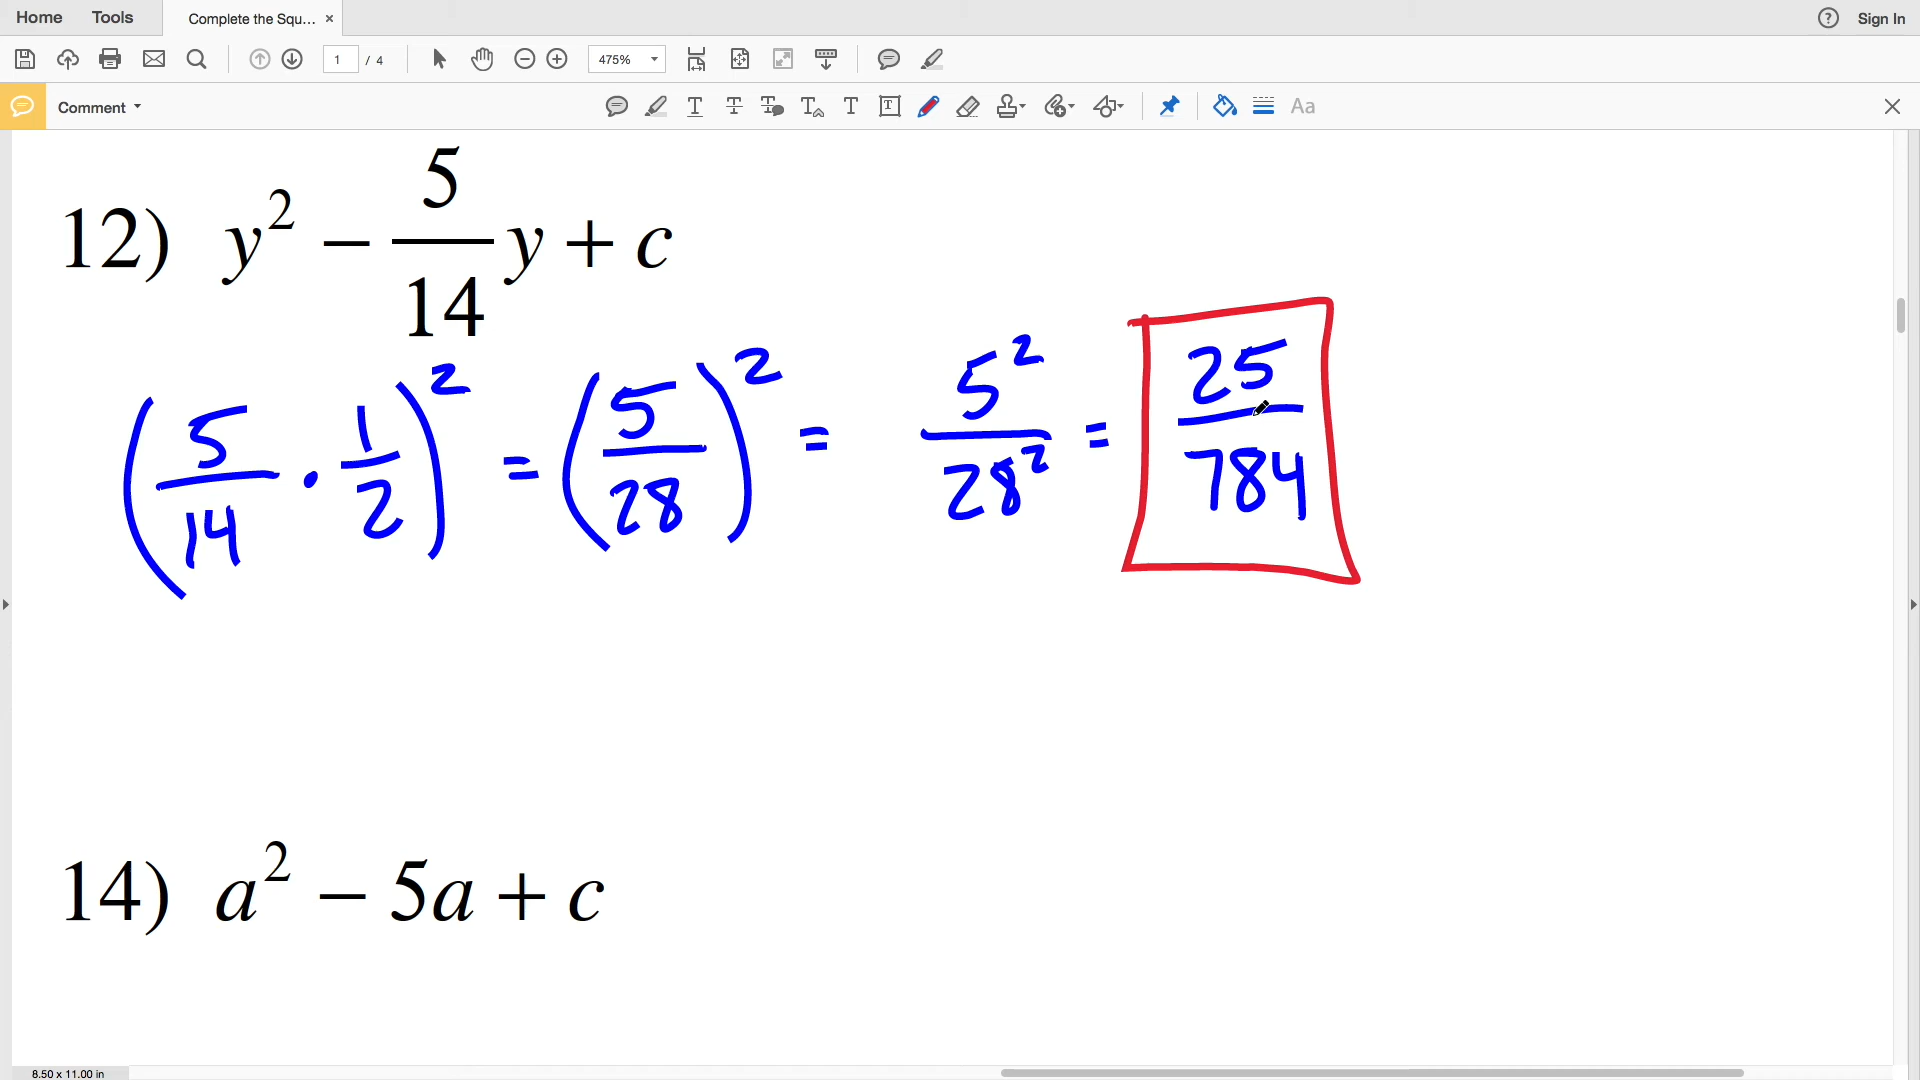 Home Tools Complete the Squ... × ? Sign In
1 / 4 475%
Comment T T T T T T Aa
12) y² − 5/14 y + c
(5/14 · 1/2)² = (5/28)² = 5²/28² = 25/784
14) a² − 5a + c
8.50 x 11.00 in